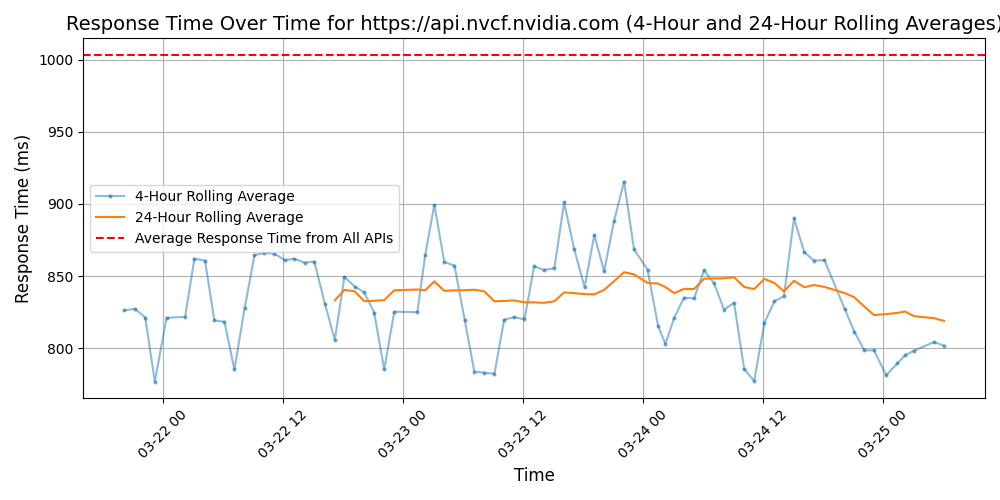 Response Time Over Time for https://api.nvcf.nvidia.com (4-Hour and 24-Hour Rolling Averages)
1000
950
900
850
800
Response Time (ms)
4-Hour Rolling Average
24-Hour Rolling Average
Average Response Time from All APIs
03-22 00
03-22 12
03-23 00
03-23 12
03-24 00
03-24 12
03-25 00
Time